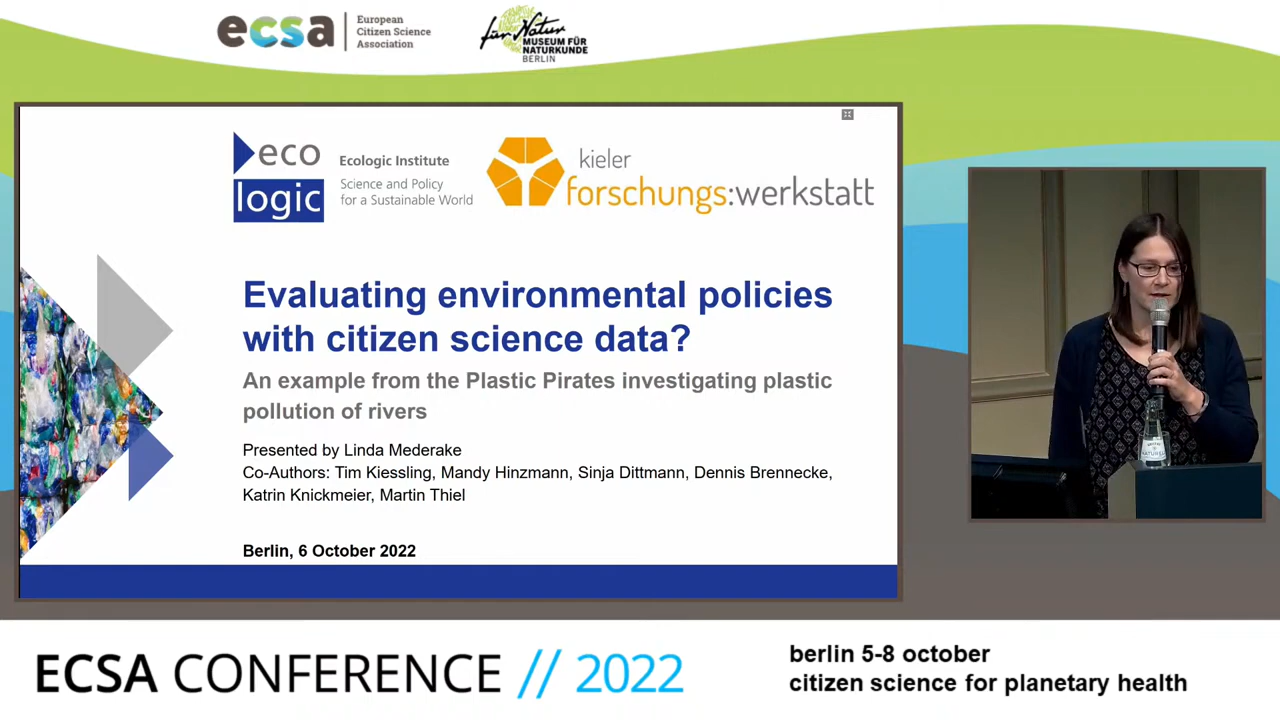 ecsa
European
Citizen Science
Association
für Natur
MUSEUM FÜR
NATURKUNDE
BERLIN
eco
logic
Ecologic Institute
Science and Policy
for a Sustainable World
kieler
forschungs:werkstatt
Evaluating environmental policies
with citizen science data?
An example from the Plastic Pirates investigating plastic
pollution of rivers
Presented by Linda Mederake
Co-Authors: Tim Kiessling, Mandy Hinzmann, Sinja Dittmann, Dennis Brennecke,
Katrin Knickmeier, Martin Thiel
Berlin, 6 October 2022
ECSA CONFERENCE // 2022
berlin 5-8 october
citizen science for planetary health